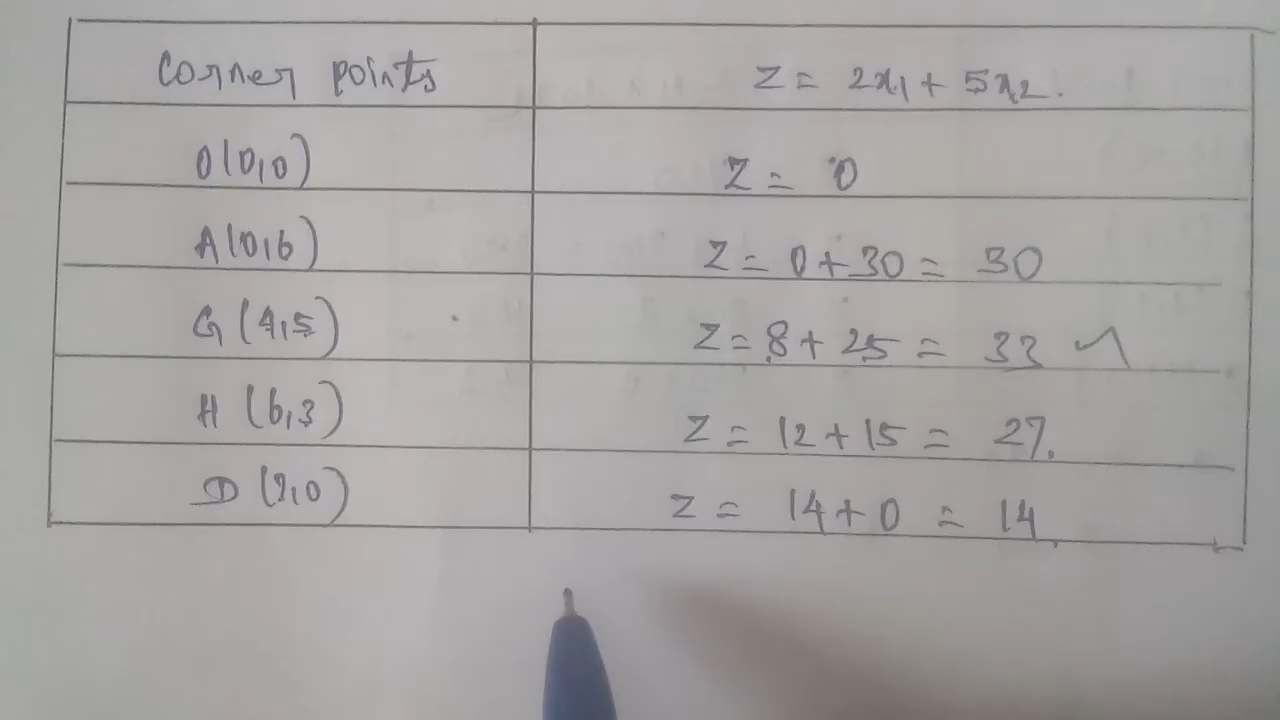 Corner points Z = 2x1 + 5x2.
O(0,0) Z = 0
A(0,6) Z = 0+30 = 30
G(4,5) Z = 8+25 = 33
H(6,3) Z = 12+15 = 27.
D(7,0) Z = 14+0 = 14